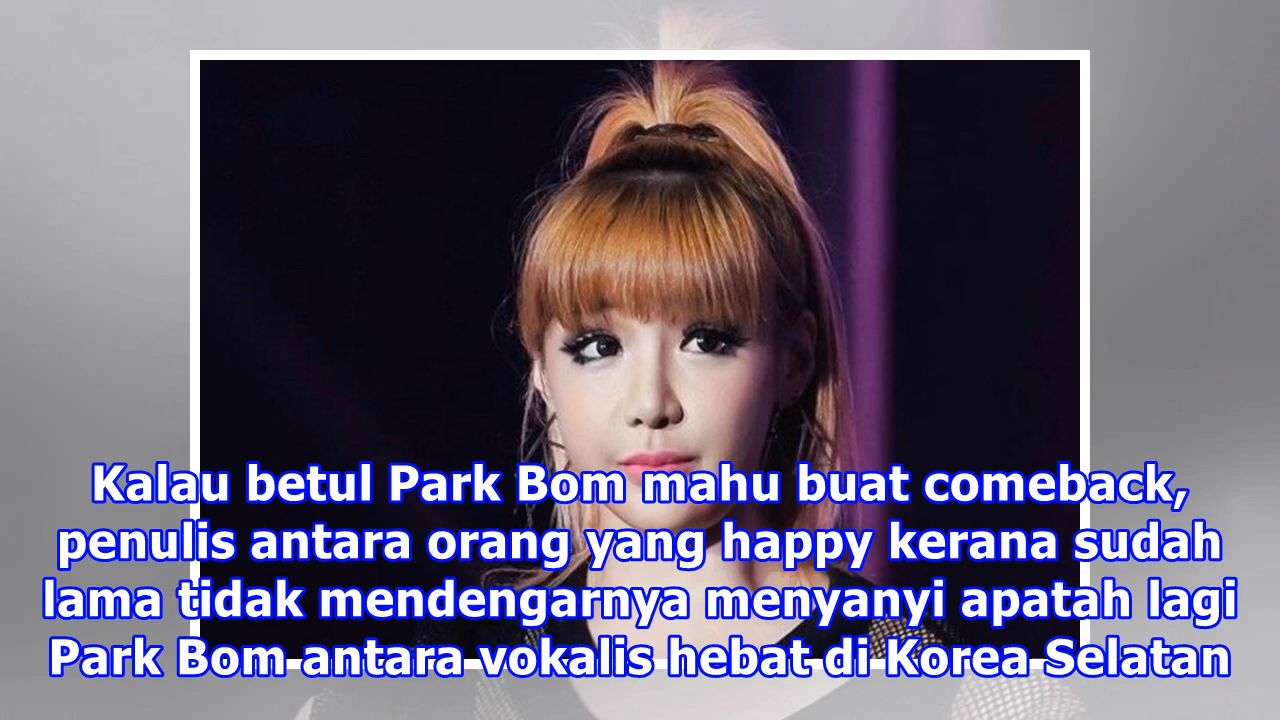 Kalau betul Park Bom mahu buat comeback,
penulis antara orang yang happy kerana sudah
lama tidak mendengarnya menyanyi apatah lagi
Park Bom antara vokalis hebat di Korea Selatan